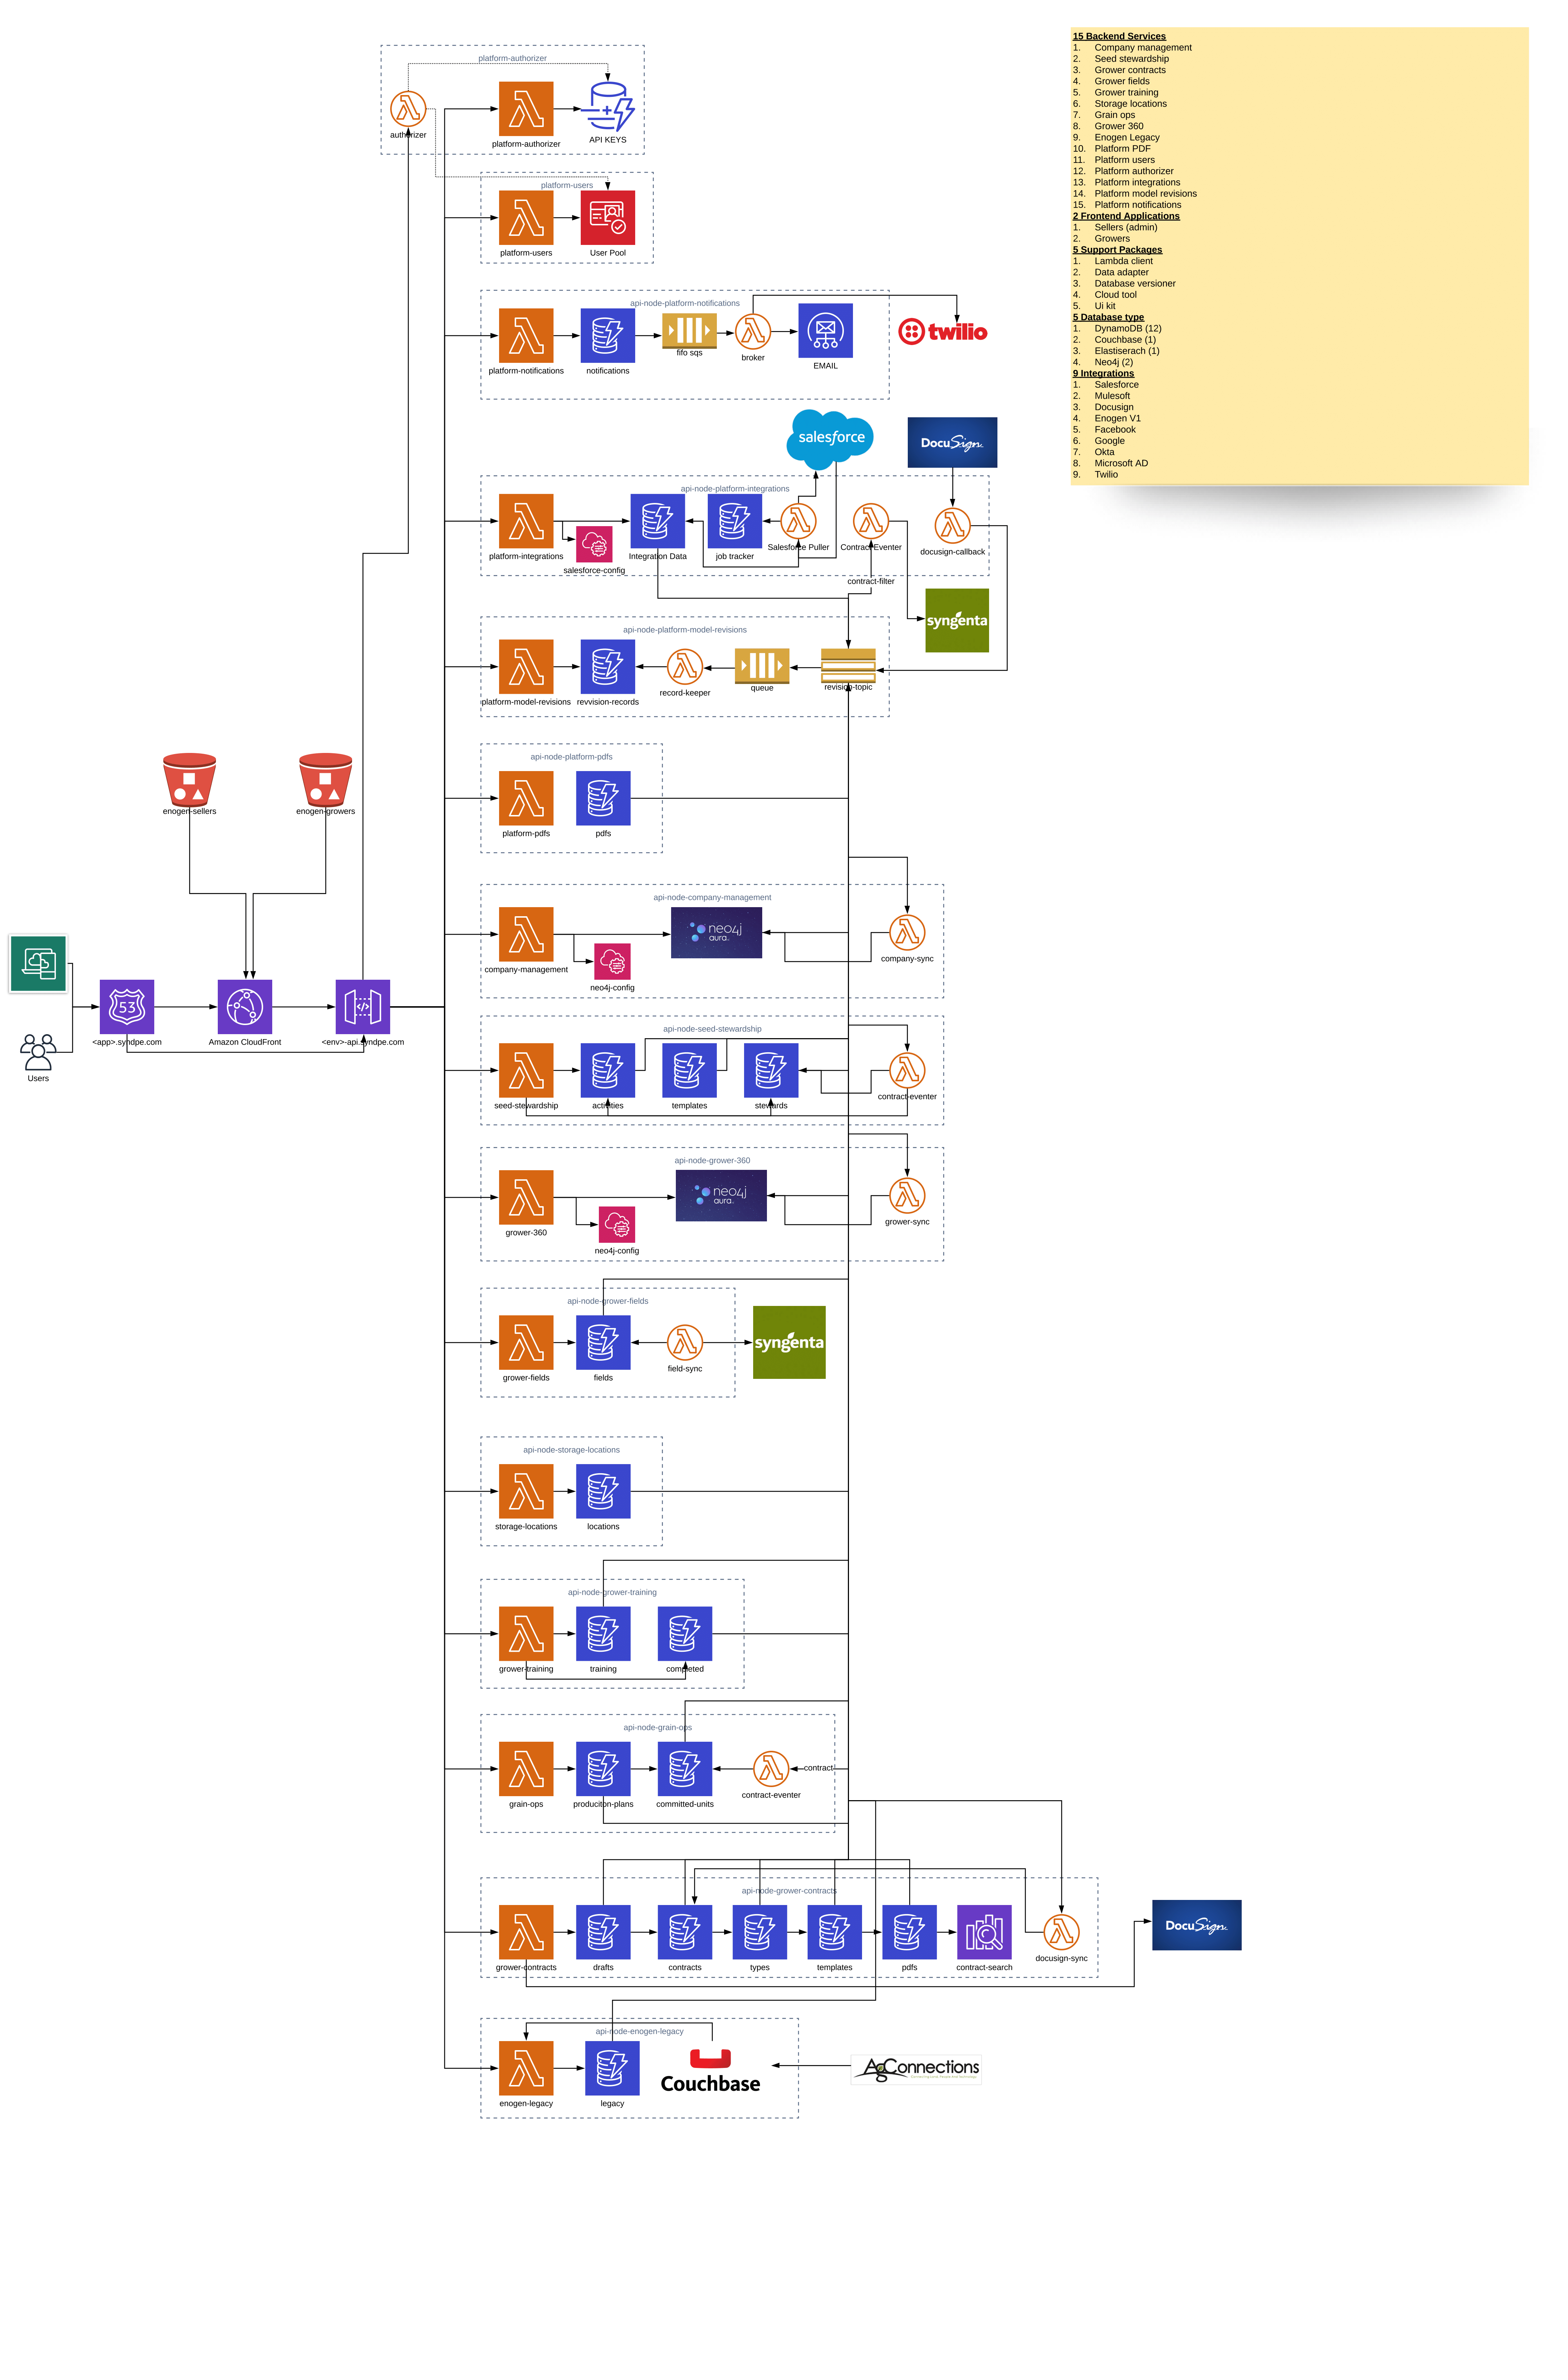 15 Backend Services
1. Company management
2. Seed stewardship
3. Grower contracts
4. Grower fields
5. Grower training
6. Storage locations
7. Grain ops
8. Grower 360
9. Enogen Legacy
10. Platform PDF
11. Platform users
12. Platform authorizer
13. Platform integrations
14. Platform model revisions
15. Platform notifications
2 Frontend Applications
1. Sellers (admin)
2. Growers
5 Support Packages
1. Lambda client
2. Data adapter
3. Database versioner
4. Cloud tool
5. Ui kit
5 Database type
1. DynamoDB (12)
2. Couchbase (1)
3. Elastiserach (1)
4. Neo4j (2)
9 Integrations
1. Salesforce
2. Mulesoft
3. Docusign
4. Enogen V1
5. Facebook
6. Google
7. Okta
8. Microsoft AD
9. Twilio
platform-authorizer
authorizer
platform-authorizer
API KEYS
platform-users
platform-users
User Pool
api-node-platform-notifications
platform-notifications
notifications
fifo sqs
broker
EMAIL
twilio
salesforce
DocuSign
api-node-platform-integrations
platform-integrations
salesforce-config
Integration Data
job tracker
Salesforce Puller
Contract Eventer
docusign-callback
contract-filter
syngenta
api-node-platform-model-revisions
platform-model-revisions
revvision-records
record-keeper
queue
revision-topic
api-node-platform-pdfs
platform-pdfs
pdfs
enogen-sellers
enogen-growers
53
<app>.syndpe.com
Amazon CloudFront
</>
<env>-api.syndpe.com
Users
api-node-company-management
company-management
neo4j-config
neo4j
aura
company-sync
api-node-seed-stewardship
seed-stewardship
activities
templates
stewards
contract-eventer
api-node-grower-360
grower-360
neo4j-config
neo4j
aura
grower-sync
api-node-grower-fields
grower-fields
fields
field-sync
syngenta
api-node-storage-locations
storage-locations
locations
api-node-grower-training
grower-training
training
completed
api-node-grain-ops
grain-ops
produciton-plans
committed-units
contract-eventer
contract
api-node-grower-contracts
grower-contracts
drafts
contracts
types
templates
pdfs
contract-search
docusign-sync
DocuSign
api-node-enogen-legacy
enogen-legacy
legacy
Couchbase
AgConnections